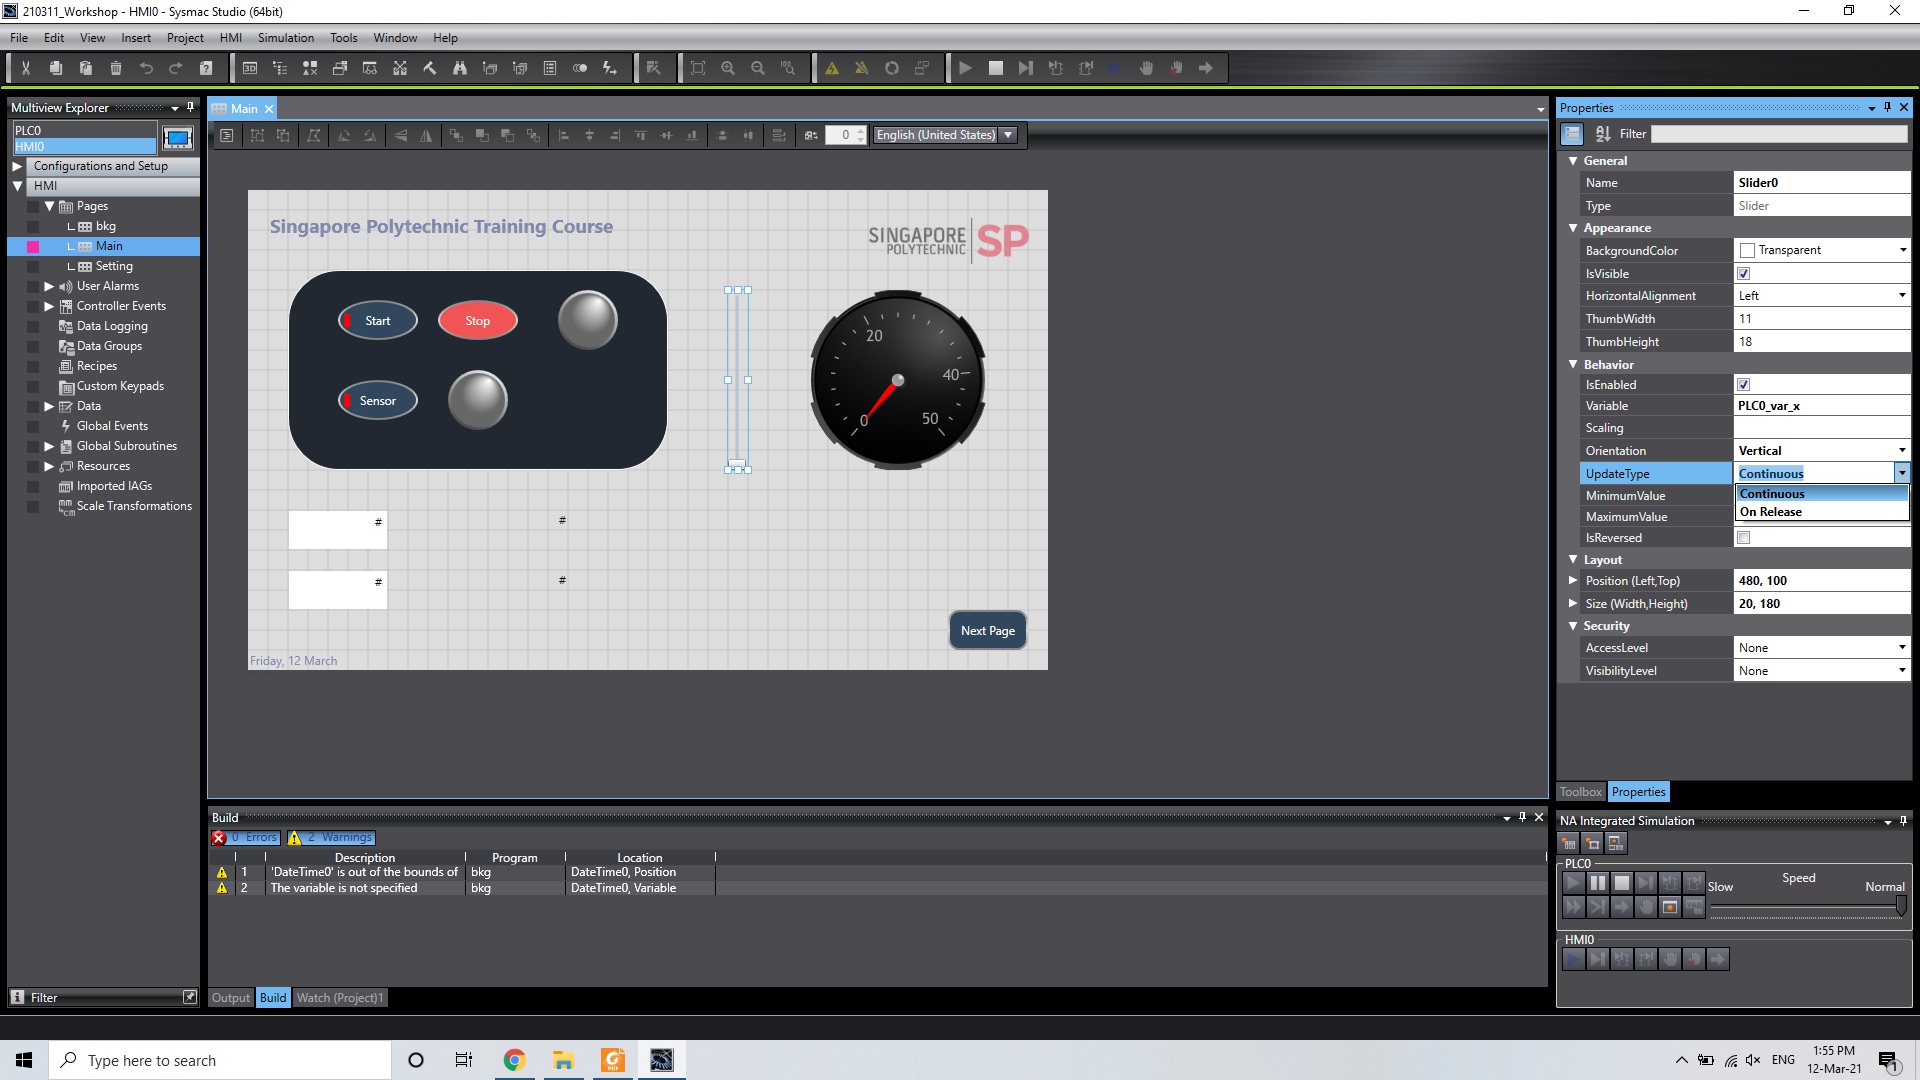 210311_Workshop - HMI0 - Sysmac Studio (64bit)
File Edit View Insert Project HMI Simulation Tools Window Help
Multiview Explorer
PLC0
HMI0
Configurations and Setup
HMI
Pages
bkg
Main
Setting
User Alarms
Controller Events
Data Logging
Data Groups
Recipes
Custom Keypads
Data
Global Events
Global Subroutines
Resources
Imported IAGs
Scale Transformations
Filter
Main
0 English (United States)
Singapore Polytechnic Training Course
SINGAPORE
POLYTECHNIC
SP
Start Stop
Sensor
20
40
0 50
# #
# #
Next Page
Friday, 12 March
Build
0 Errors 2 Warnings
Description Program Location
1 'DateTime0' is out of the bounds of bkg DateTime0, Position
2 The variable is not specified bkg DateTime0, Variable
Output Build Watch (Project)1
Properties
Filter
General
Name Slider0
Type Slider
Appearance
BackgroundColor Transparent
IsVisible
HorizontalAlignment Left
ThumbWidth 11
ThumbHeight 18
Behavior
IsEnabled
Variable PLC0_var_x
Scaling
Orientation Vertical
UpdateType Continuous
Continuous
On Release
MinimumValue
MaximumValue
IsReversed
Layout
Position (Left,Top) 480, 100
Size (Width,Height) 20, 180
Security
AccessLevel None
VisibilityLevel None
Toolbox Properties
NA Integrated Simulation
PLC0
Speed
Slow Normal
HMI0
Type here to search
ENG
1:55 PM
12-Mar-21
1